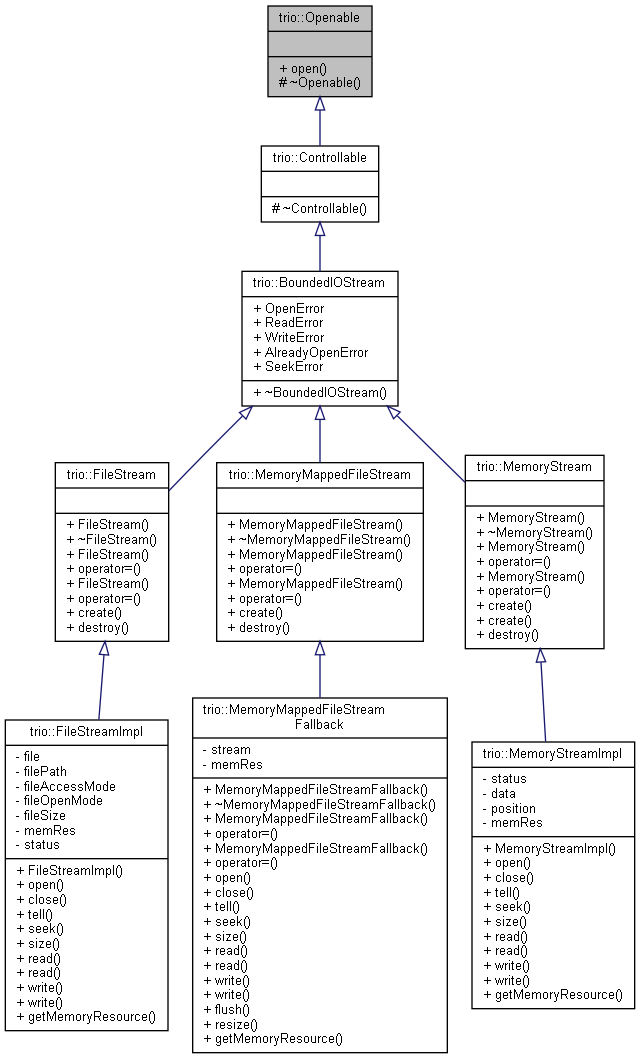 trio::Openable
+ open()
# ~Openable()
trio::Controllable
# ~Controllable()
trio::BoundedIOStream
+ OpenError
+ ReadError
+ WriteError
+ AlreadyOpenError
+ SeekError
+ ~BoundedIOStream()
trio::FileStream
+ FileStream()
+ ~FileStream()
+ FileStream()
+ operator=()
+ FileStream()
+ operator=()
+ create()
+ destroy()
trio::MemoryMappedFileStream
+ MemoryMappedFileStream()
+ ~MemoryMappedFileStream()
+ MemoryMappedFileStream()
+ operator=()
+ MemoryMappedFileStream()
+ operator=()
+ create()
+ destroy()
trio::MemoryStream
+ MemoryStream()
+ ~MemoryStream()
+ MemoryStream()
+ operator=()
+ MemoryStream()
+ operator=()
+ create()
+ create()
+ destroy()
trio::FileStreamImpl
- file
- filePath
- fileAccessMode
- fileOpenMode
- fileSize
- memRes
- status
+ FileStreamImpl()
+ open()
+ close()
+ tell()
+ seek()
+ size()
+ read()
+ read()
+ write()
+ write()
+ getMemoryResource()
trio::MemoryMappedFileStream
Fallback
- stream
- memRes
+ MemoryMappedFileStreamFallback()
+ ~MemoryMappedFileStreamFallback()
+ MemoryMappedFileStreamFallback()
+ operator=()
+ MemoryMappedFileStreamFallback()
+ operator=()
+ open()
+ close()
+ tell()
+ seek()
+ size()
+ read()
+ read()
+ write()
+ write()
+ flush()
+ resize()
+ getMemoryResource()
trio::MemoryStreamImpl
- status
- data
- position
- memRes
+ MemoryStreamImpl()
+ open()
+ close()
+ tell()
+ seek()
+ size()
+ read()
+ read()
+ write()
+ write()
+ getMemoryResource()